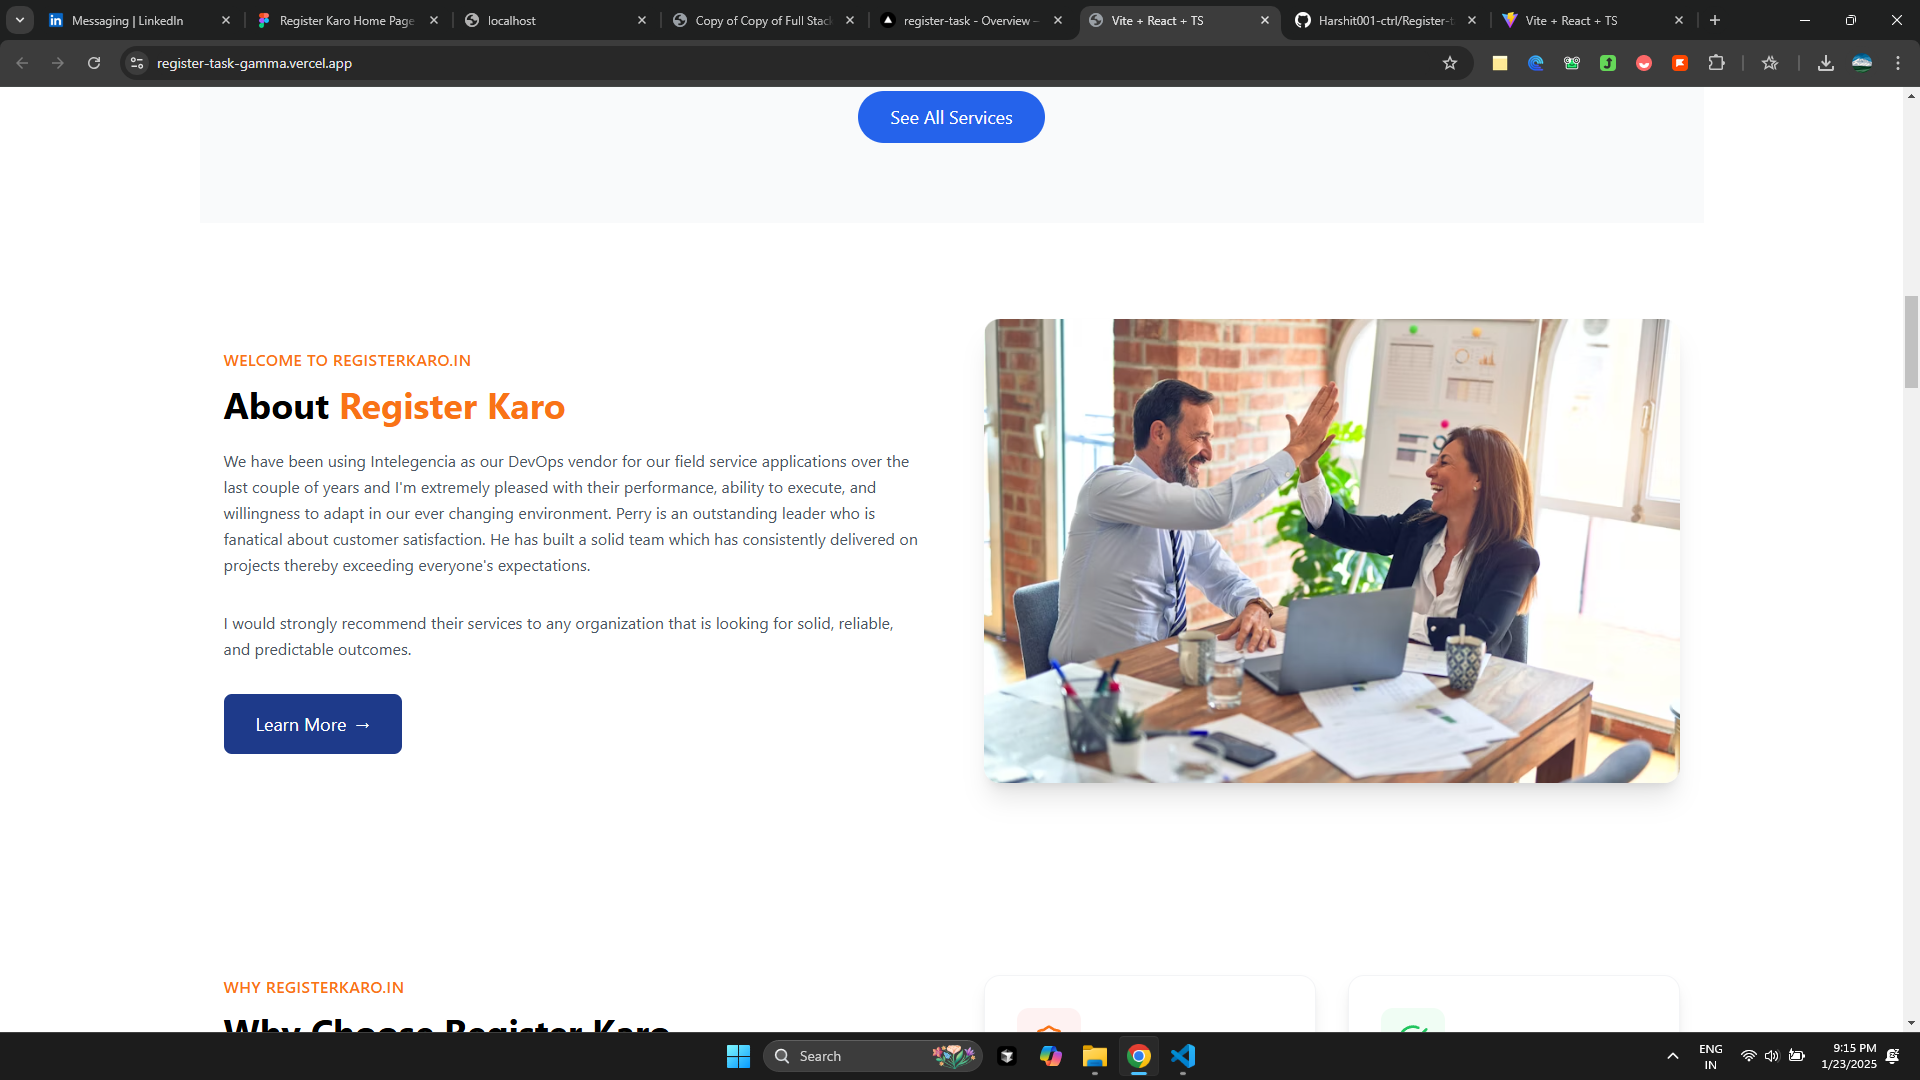 Messaging | LinkedIn
Register Karo Home Page
localhost
Copy of Copy of Full Stack
register-task - Overview –
Vite + React + TS
Harshit001-ctrl/Register-t
Vite + React + TS
register-task-gamma.vercel.app
See All Services
WELCOME TO REGISTERKARO.IN
About Register Karo
We have been using Intelegencia as our DevOps vendor for our field service applications over the
last couple of years and I'm extremely pleased with their performance, ability to execute, and
willingness to adapt in our ever changing environment. Perry is an outstanding leader who is
fanatical about customer satisfaction. He has built a solid team which has consistently delivered on
projects thereby exceeding everyone's expectations.
I would strongly recommend their services to any organization that is looking for solid, reliable,
and predictable outcomes.
Learn More →
WHY REGISTERKARO.IN
Why Choose Register Karo
Search
ENG
IN
9:15 PM
1/23/2025